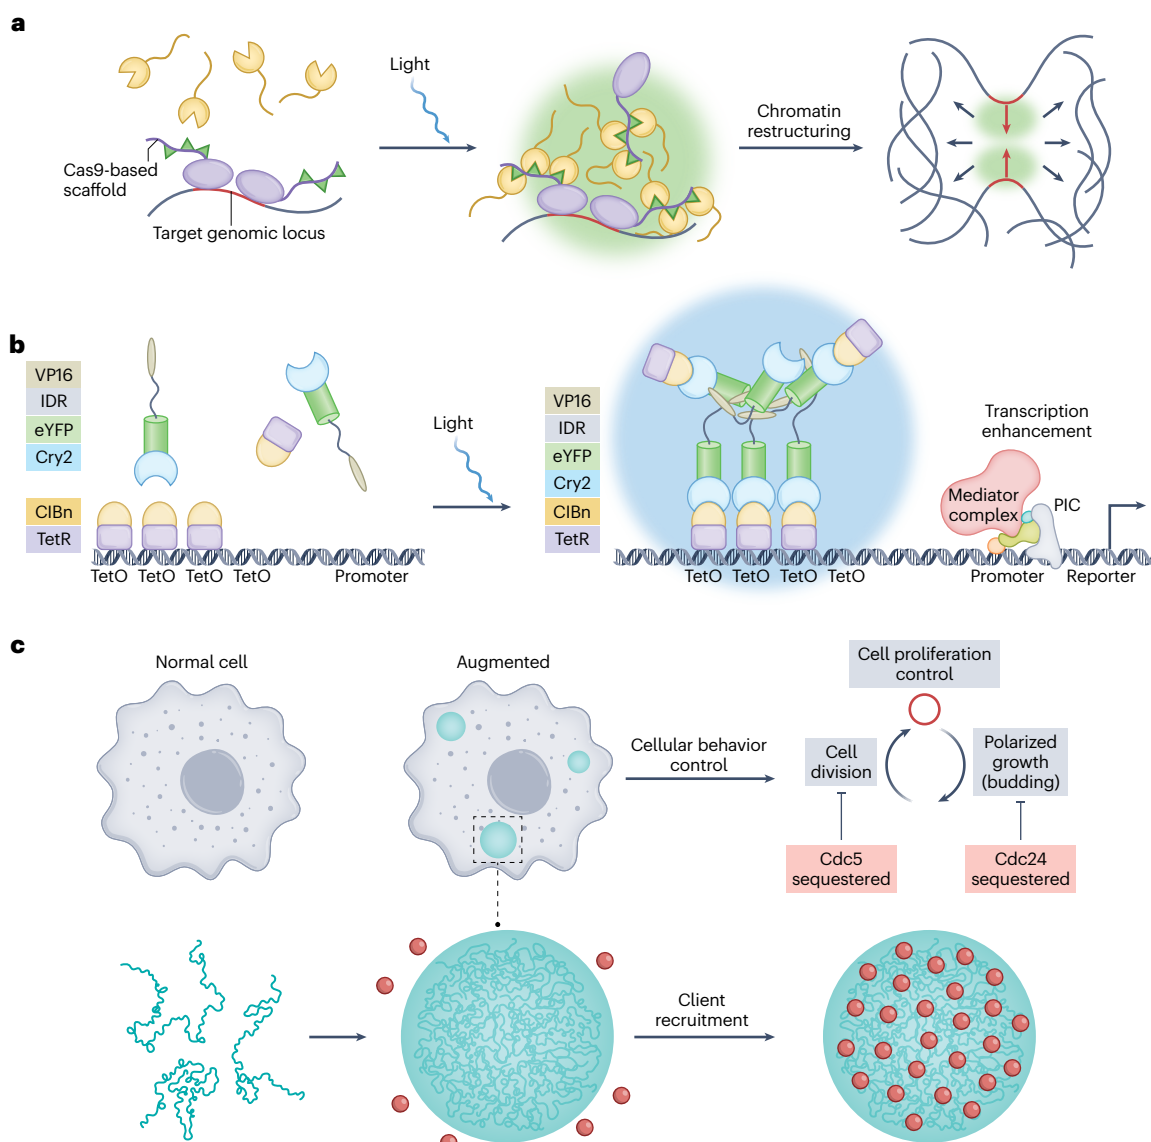 a
Light
Chromatin
restructuring
Cas9-based
scaffold
Target genomic locus
b
VP16
IDR
eYFP
Cry2
CIBn
TetR
TetO TetO TetO TetO Promoter
Light
VP16
IDR
eYFP
Cry2
CIBn
TetR
TetO TetO TetO TetO
Transcription
enhancement
Mediator
complex
PIC
Promoter Reporter
c
Normal cell
Augmented
Cellular behavior
control
Cell proliferation
control
Cell
division
Polarized
growth
(budding)
Cdc5
sequestered
Cdc24
sequestered
Client
recruitment